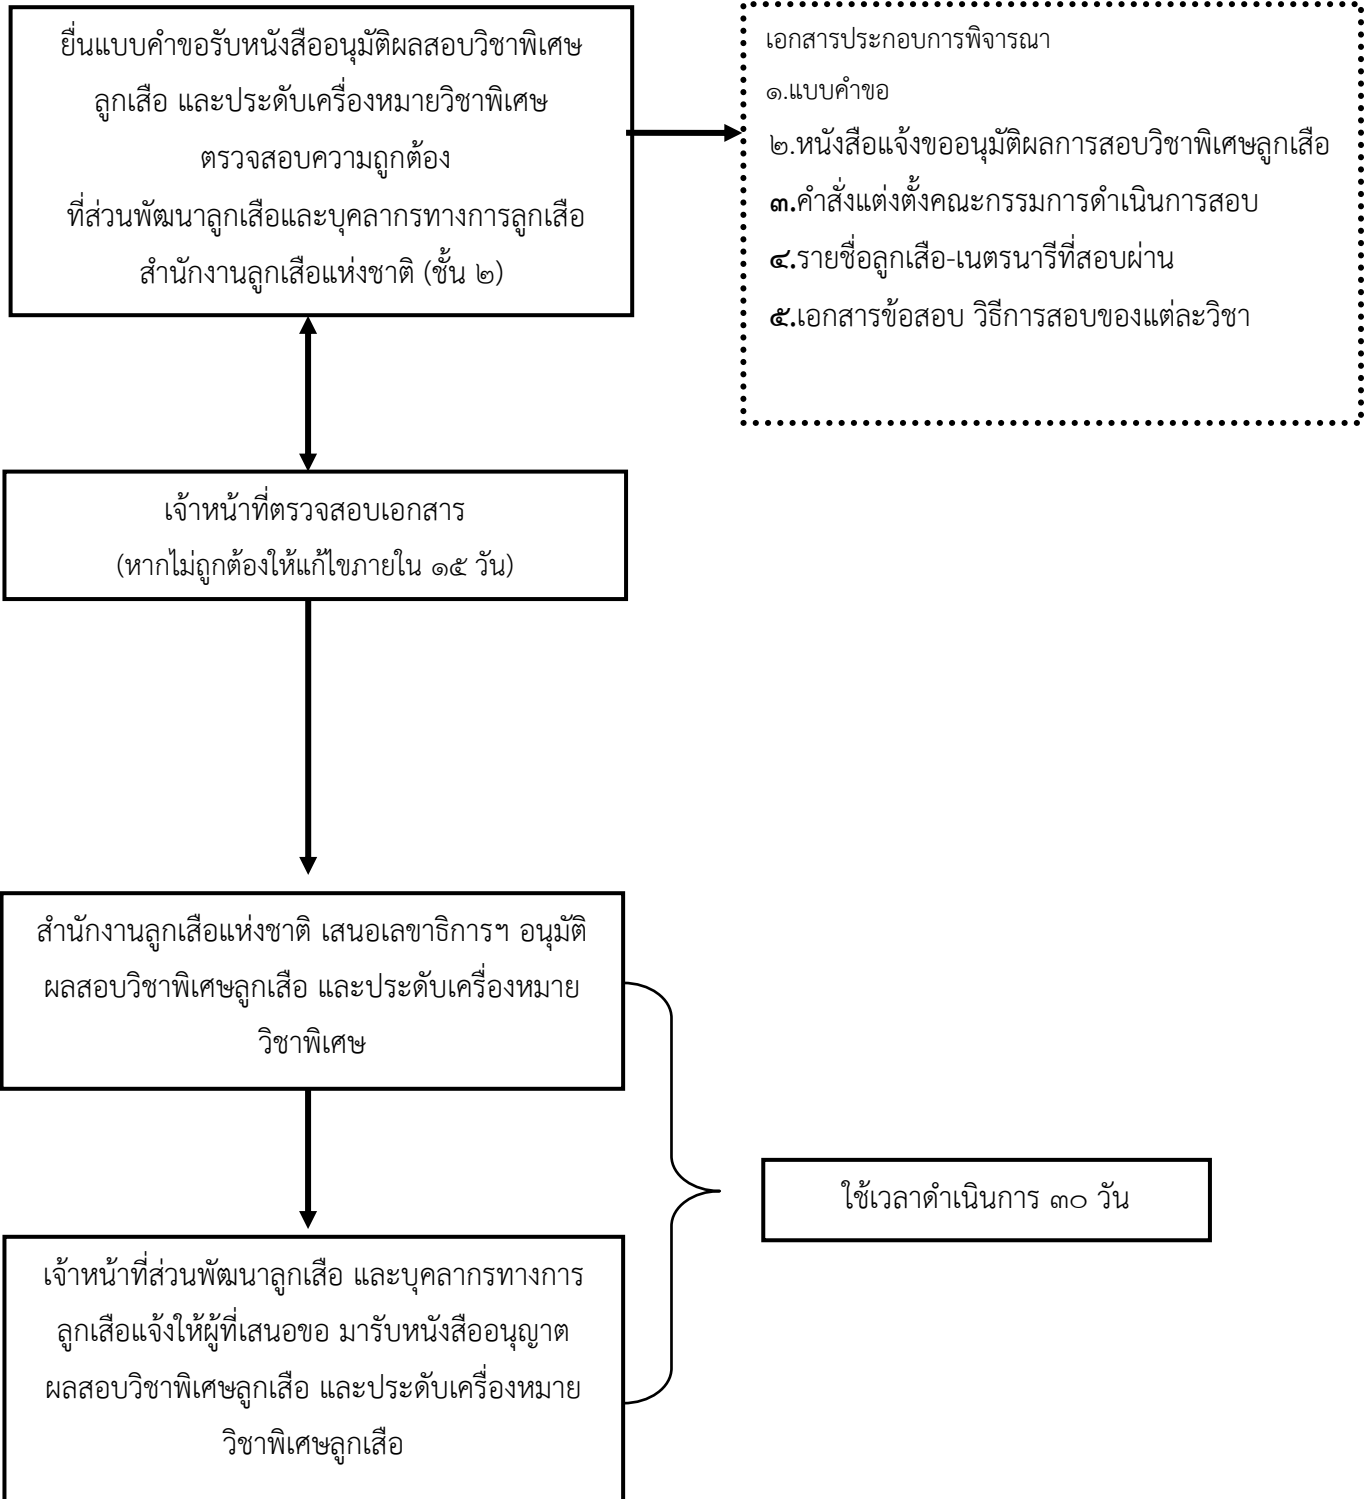 ยื่นแบบคำขอรับหนังสืออนุมัติผลสอบวิชาพิเศษ
ลูกเสือ และประดับเครื่องหมายวิชาพิเศษ
ตรวจสอบความถูกต้อง
ที่ส่วนพัฒนาลูกเสือและบุคลากรทางการลูกเสือ
สำนักงานลูกเสือแห่งชาติ (ชั้น ๒)
เอกสารประกอบการพิจารณา
๑.แบบคำขอ
๒.หนังสือแจ้งขออนุมัติผลการสอบวิชาพิเศษลูกเสือ
๓.คำสั่งแต่งตั้งคณะกรรมการดำเนินการสอบ
๔.รายชื่อลูกเสือ-เนตรนารีที่สอบผ่าน
๕.เอกสารข้อสอบ วิธีการสอบของแต่ละวิชา
เจ้าหน้าที่ตรวจสอบเอกสาร
(หากไม่ถูกต้องให้แก้ไขภายใน ๑๕ วัน)
สำนักงานลูกเสือแห่งชาติ เสนอเลขาธิการฯ อนุมัติ
ผลสอบวิชาพิเศษลูกเสือ และประดับเครื่องหมาย
วิชาพิเศษ
ใช้เวลาดำเนินการ ๓๐ วัน
เจ้าหน้าที่ส่วนพัฒนาลูกเสือ และบุคลากรทางการ
ลูกเสือแจ้งให้ผู้ที่เสนอขอ มารับหนังสืออนุญาต
ผลสอบวิชาพิเศษลูกเสือ และประดับเครื่องหมาย
วิชาพิเศษลูกเสือ